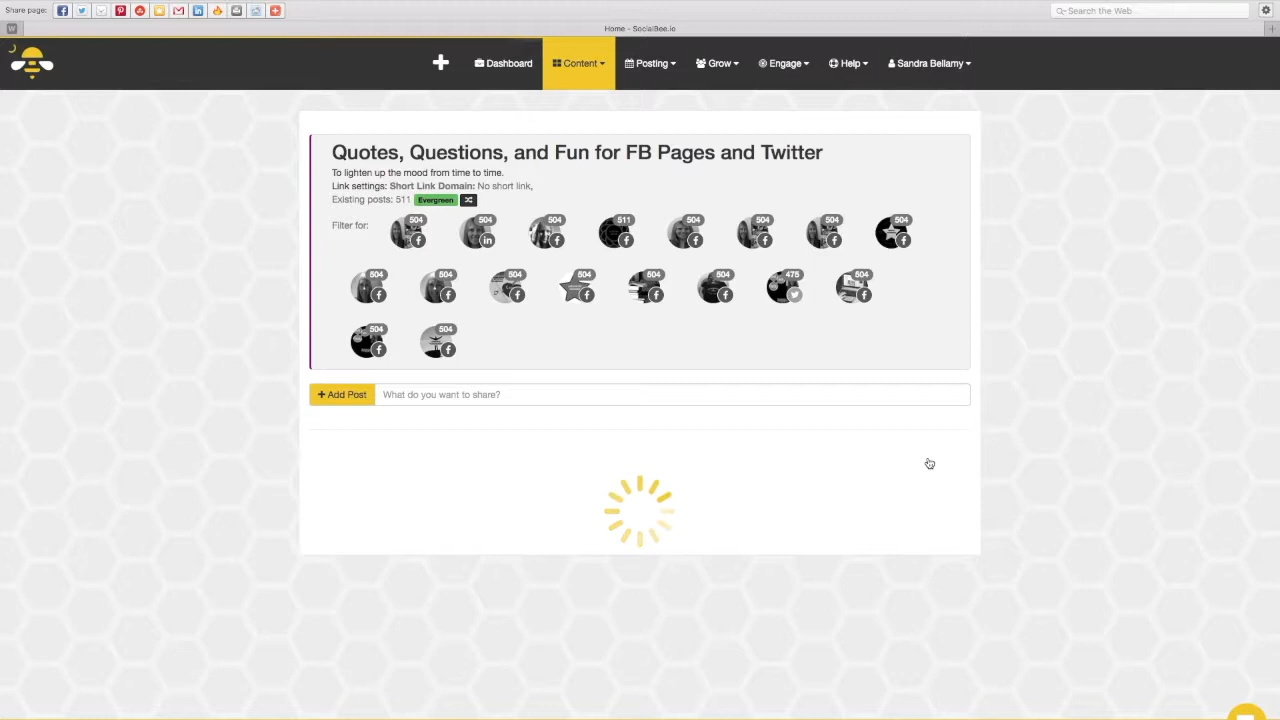 Share page:
Search the Web
Home - SocialBee.io
Dashboard
Content
Posting
Grow
Engage
Help
Sandra Bellamy
Quotes, Questions, and Fun for FB Pages and Twitter
To lighten up the mood from time to time.
Link settings: Short Link Domain: No short link,
Existing posts: 511 Evergreen
Filter for:
504 504 504 511 504 504 504 504
504 504 504 504 504 504 475 504
504 504
+ Add Post What do you want to share?